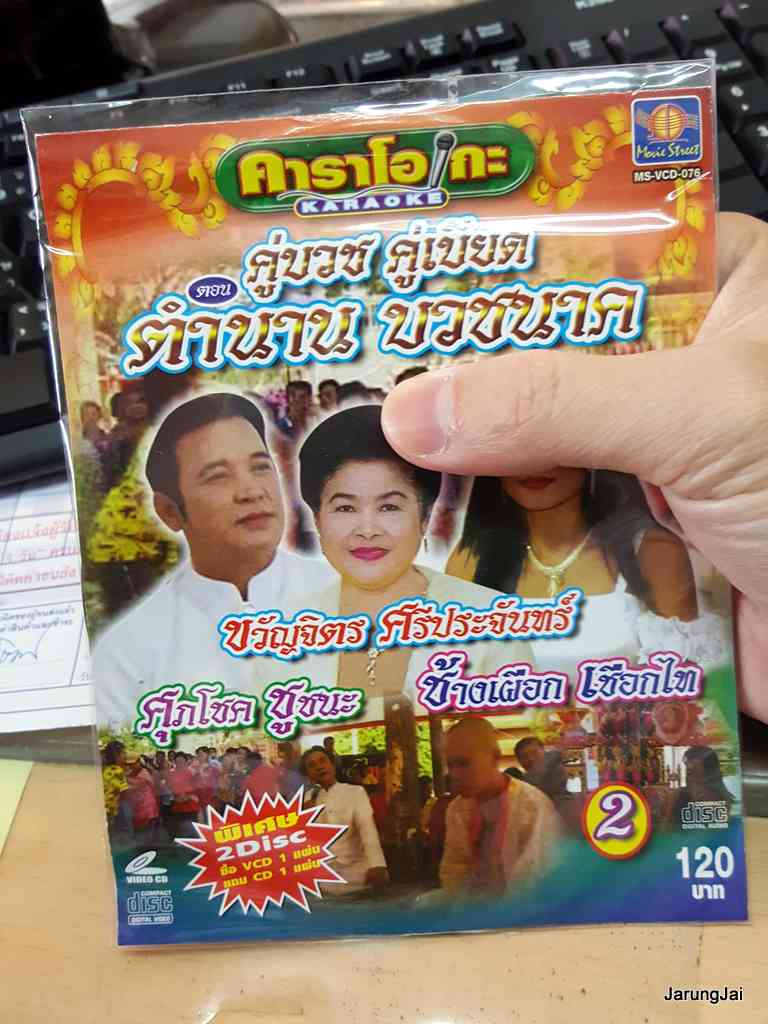 Movie Street
MS-VCD-076
คาราโอเกะ
KARAOKE
คู่บวช คู่เบียด
ตอน
ตำนาน บวชนาค
ขวัญจิตร ศรีประจันทร์
ศุภโชค ชูชนะ
ช้างเผือก เชือกไท
พิเศษ
2Disc
ซื้อ VCD 1 แผ่น
แถม CD 1 แผ่น
2
COMPACT
disc
DIGITAL AUDIO
VIDEO CD
COMPACT
disc
DIGITAL VIDEO
120
บาท
F11
F12
JarungJai